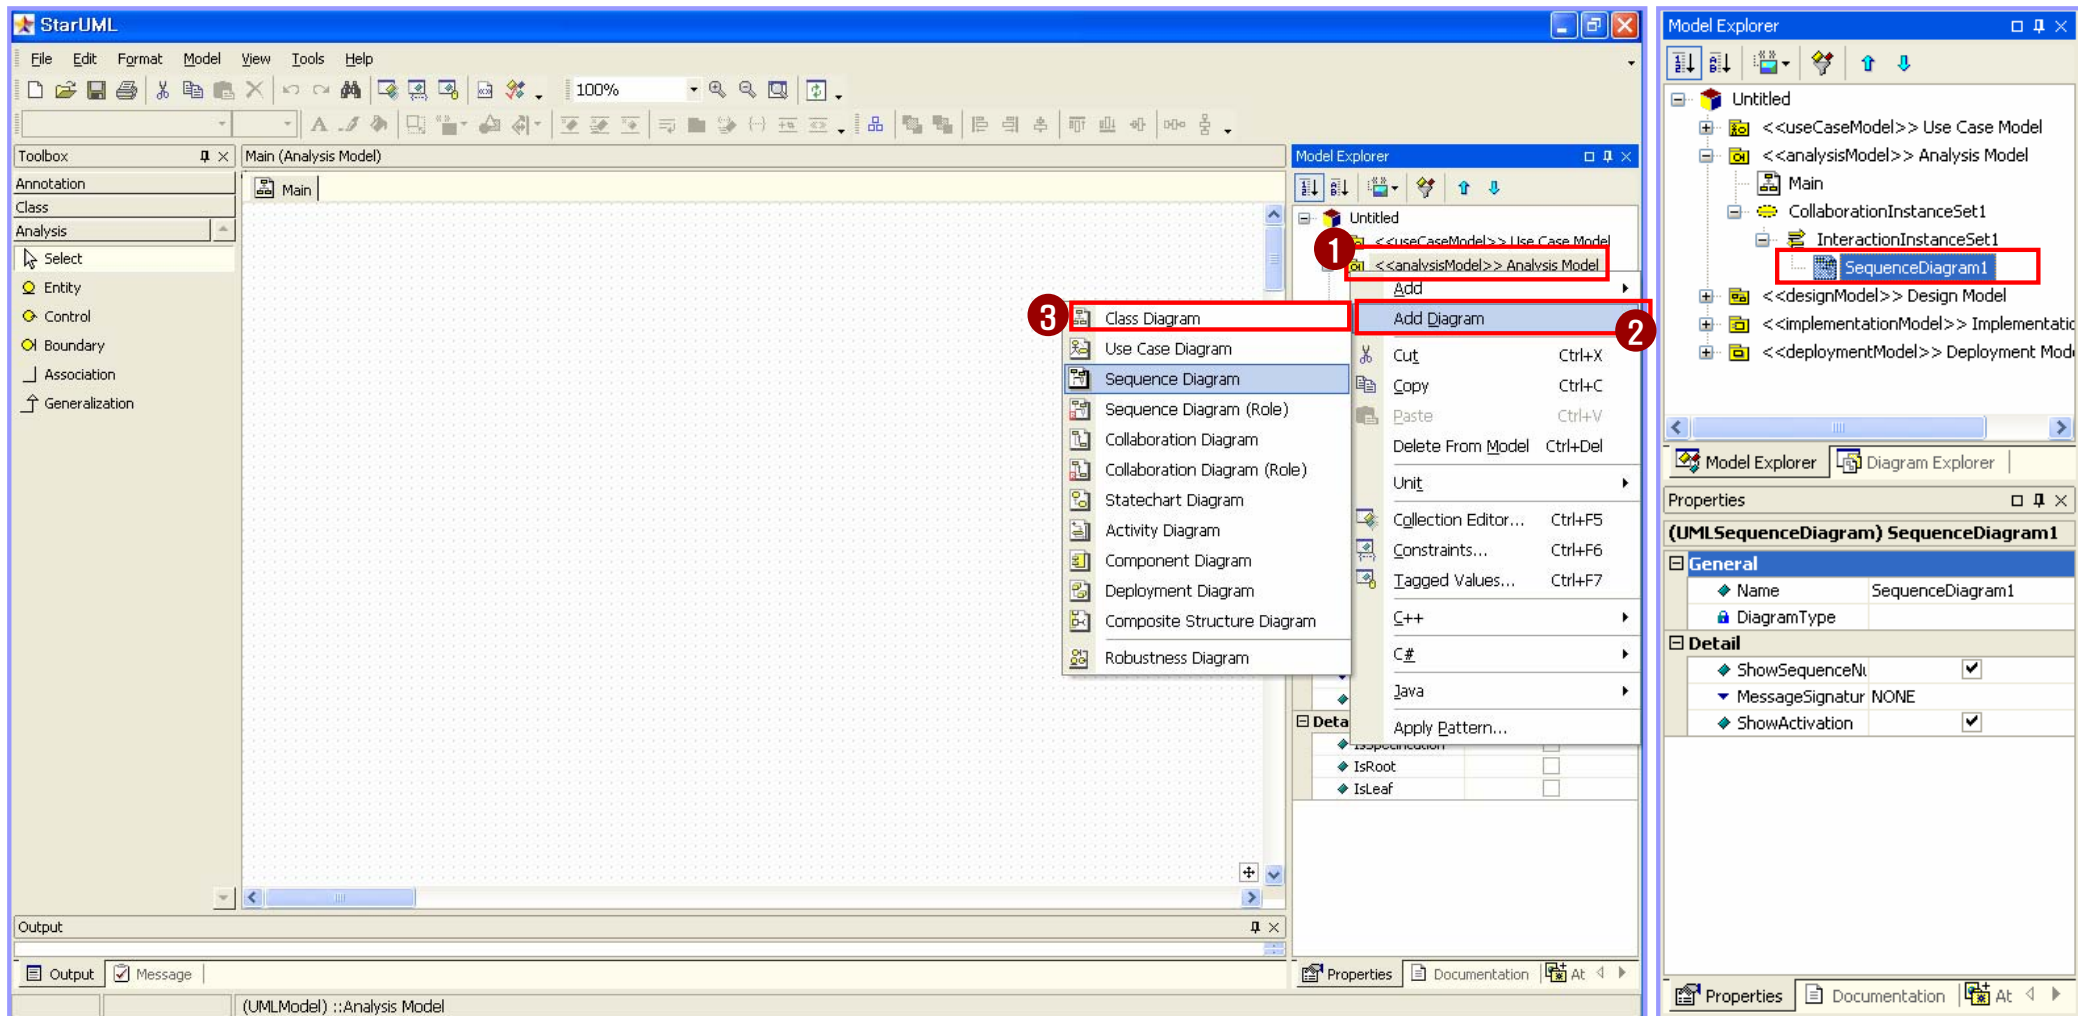 StarUML
File Edit Format Model View Tools Help
100%
Toolbox
Annotation
Class
Analysis
Select
Entity
Control
Boundary
Association
Generalization
Main (Analysis Model)
Main
Model Explorer
Untitled
<<useCaseModel>> Use Case Model
1
<<analysisModel>> Analysis Model
Add
Add Diagram
2
Cut Ctrl+X
Copy Ctrl+C
Paste Ctrl+V
Delete From Model Ctrl+Del
Unit
Collection Editor... Ctrl+F5
Constraints... Ctrl+F6
Tagged Values... Ctrl+F7
C++
C#
Java
Apply Pattern...
3
Class Diagram
Use Case Diagram
Sequence Diagram
Sequence Diagram (Role)
Collaboration Diagram
Collaboration Diagram (Role)
Statechart Diagram
Activity Diagram
Component Diagram
Deployment Diagram
Composite Structure Diagram
Robustness Diagram
Deta
IsSpecification
IsRoot
IsLeaf
Output
Output Message
Properties Documentation At
(UMLModel) ::Analysis Model
Model Explorer
Untitled
<<useCaseModel>> Use Case Model
<<analysisModel>> Analysis Model
Main
CollaborationInstanceSet1
InteractionInstanceSet1
SequenceDiagram1
<<designModel>> Design Model
<<implementationModel>> Implementatio
<<deploymentModel>> Deployment Mod
Model Explorer Diagram Explorer
Properties
(UMLSequenceDiagram) SequenceDiagram1
General
Name SequenceDiagram1
DiagramType
Detail
ShowSequenceNu
MessageSignatur NONE
ShowActivation
Properties Documentation At